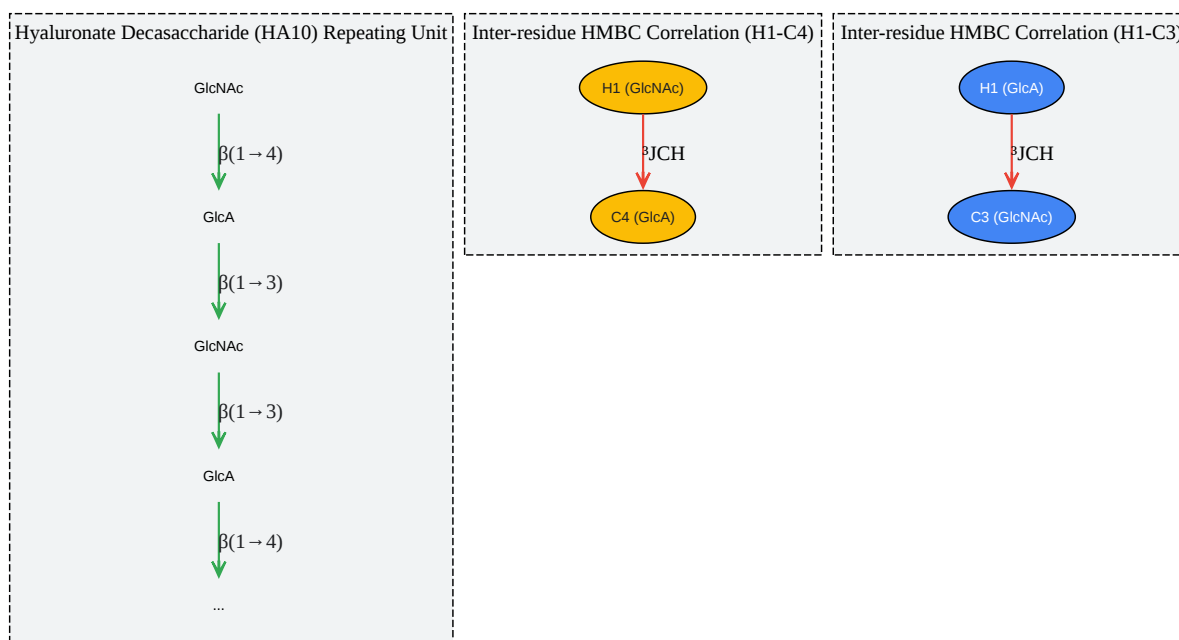 Hyaluronate Decasaccharide (HA10) Repeating Unit
GlcNAc
β(1→4)
GlcA
β(1→3)
GlcNAc
β(1→3)
GlcA
β(1→4)
...
Inter-residue HMBC Correlation (H1-C4)
H1 (GlcNAc)
³JCH
C4 (GlcA)
Inter-residue HMBC Correlation (H1-C3)
H1 (GlcA)
³JCH
C3 (GlcNAc)